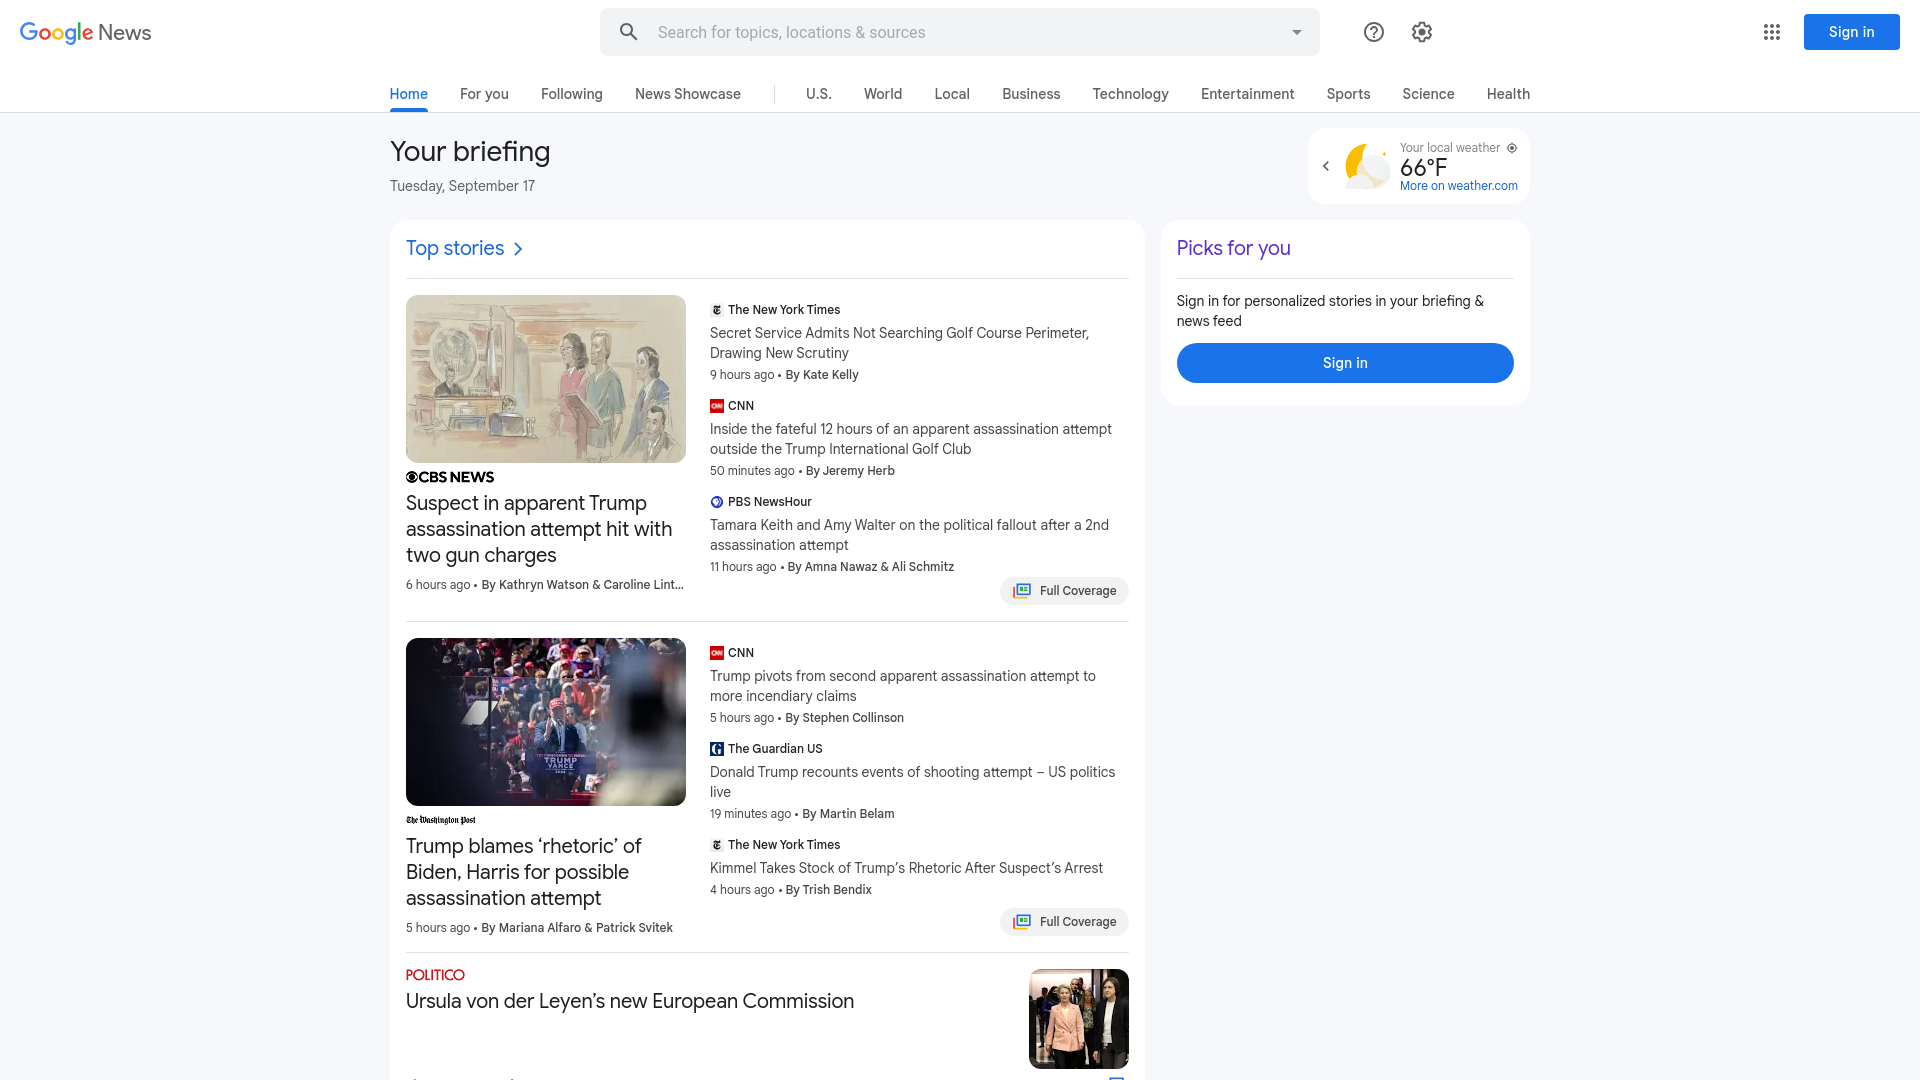 Google News
Search for topics, locations & sources
Sign in
Home
For you
Following
News Showcase
U.S.
World
Local
Business
Technology
Entertainment
Sports
Science
Health
Your briefing
Tuesday, September 17
Your local weather
66°F
More on weather.com
Top stories
CBS NEWS
Suspect in apparent Trump
assassination attempt hit with
two gun charges
6 hours ago • By Kathryn Watson & Caroline Lint...
The New York Times
Secret Service Admits Not Searching Golf Course Perimeter,
Drawing New Scrutiny
9 hours ago • By Kate Kelly
CNN
Inside the fateful 12 hours of an apparent assassination attempt
outside the Trump International Golf Club
50 minutes ago • By Jeremy Herb
PBS NewsHour
Tamara Keith and Amy Walter on the political fallout after a 2nd
assassination attempt
11 hours ago • By Amna Nawaz & Ali Schmitz
Full Coverage
TRUMP
VANCE
The Washington Post
Trump blames ‘rhetoric’ of
Biden, Harris for possible
assassination attempt
5 hours ago • By Mariana Alfaro & Patrick Svitek
CNN
Trump pivots from second apparent assassination attempt to
more incendiary claims
5 hours ago • By Stephen Collinson
The Guardian US
Donald Trump recounts events of shooting attempt – US politics
live
19 minutes ago • By Martin Belam
The New York Times
Kimmel Takes Stock of Trump’s Rhetoric After Suspect’s Arrest
4 hours ago • By Trish Bendix
Full Coverage
POLITICO
Ursula von der Leyen’s new European Commission
Picks for you
Sign in for personalized stories in your briefing &
news feed
Sign in